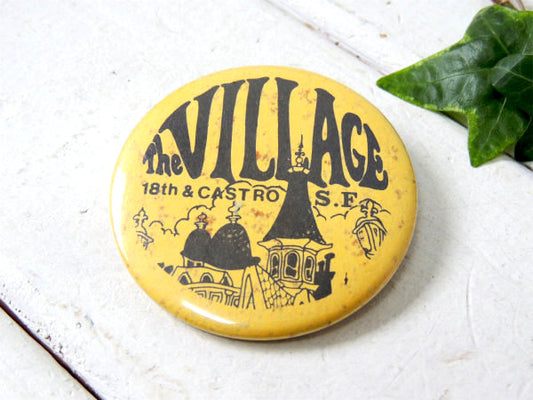 The VILLAGE
18th & CASTRO S.F.